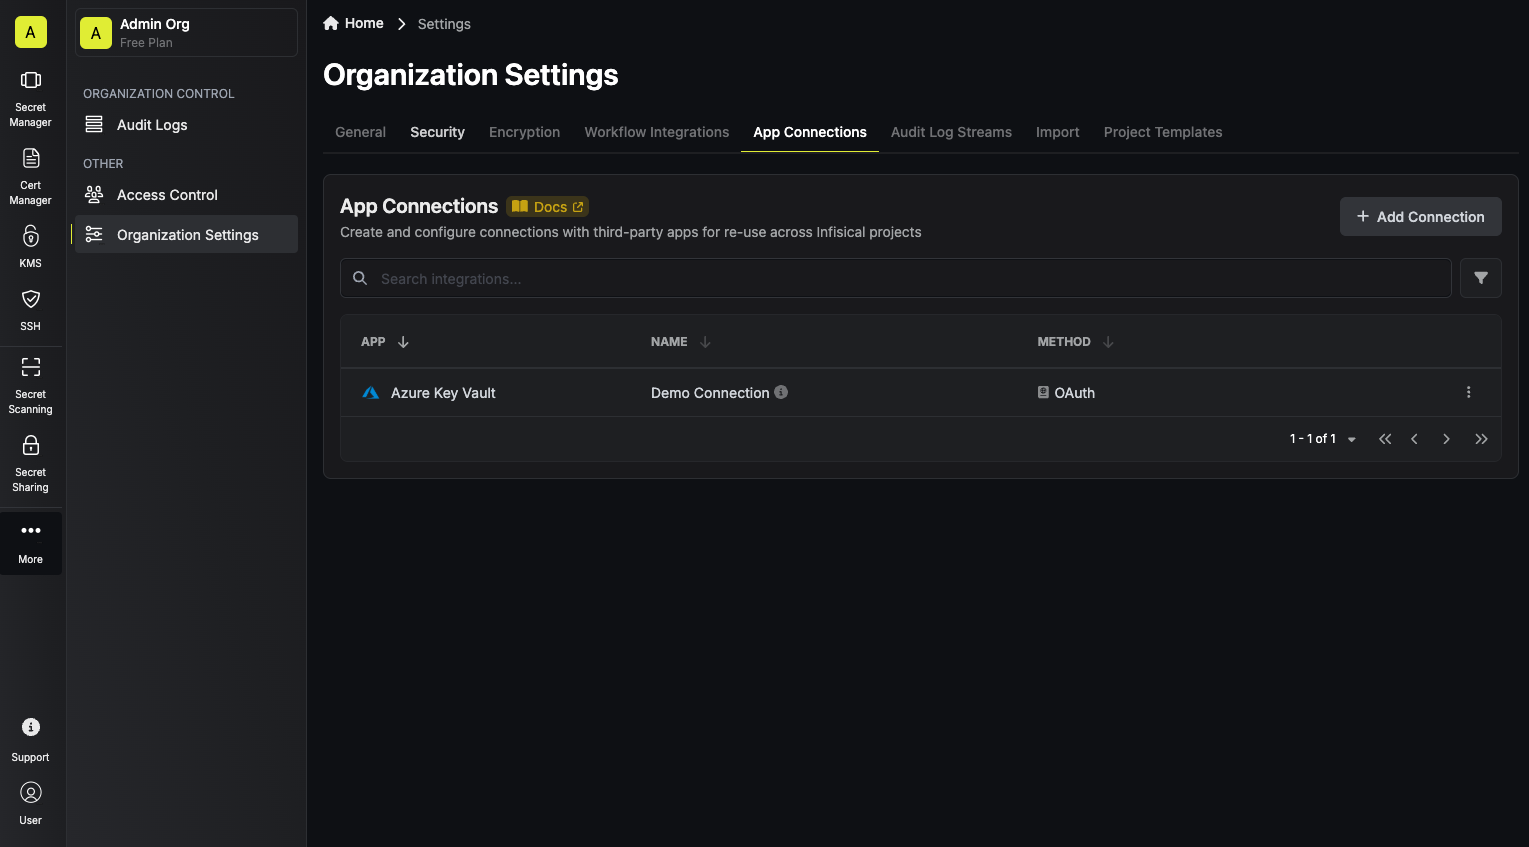 A
Secret
Manager
Cert
Manager
KMS
SSH
Secret
Scanning
Secret
Sharing
More
Support
User
A
Admin Org
Free Plan
ORGANIZATION CONTROL
Audit Logs
OTHER
Access Control
Organization Settings
Home
Settings
Organization Settings
General
Security
Encryption
Workflow Integrations
App Connections
Audit Log Streams
Import
Project Templates
App Connections
Docs
Create and configure connections with third-party apps for re-use across Infisical projects
Add Connection
Search integrations...
APP
NAME
METHOD
Azure Key Vault
Demo Connection
OAuth
1 - 1 of 1